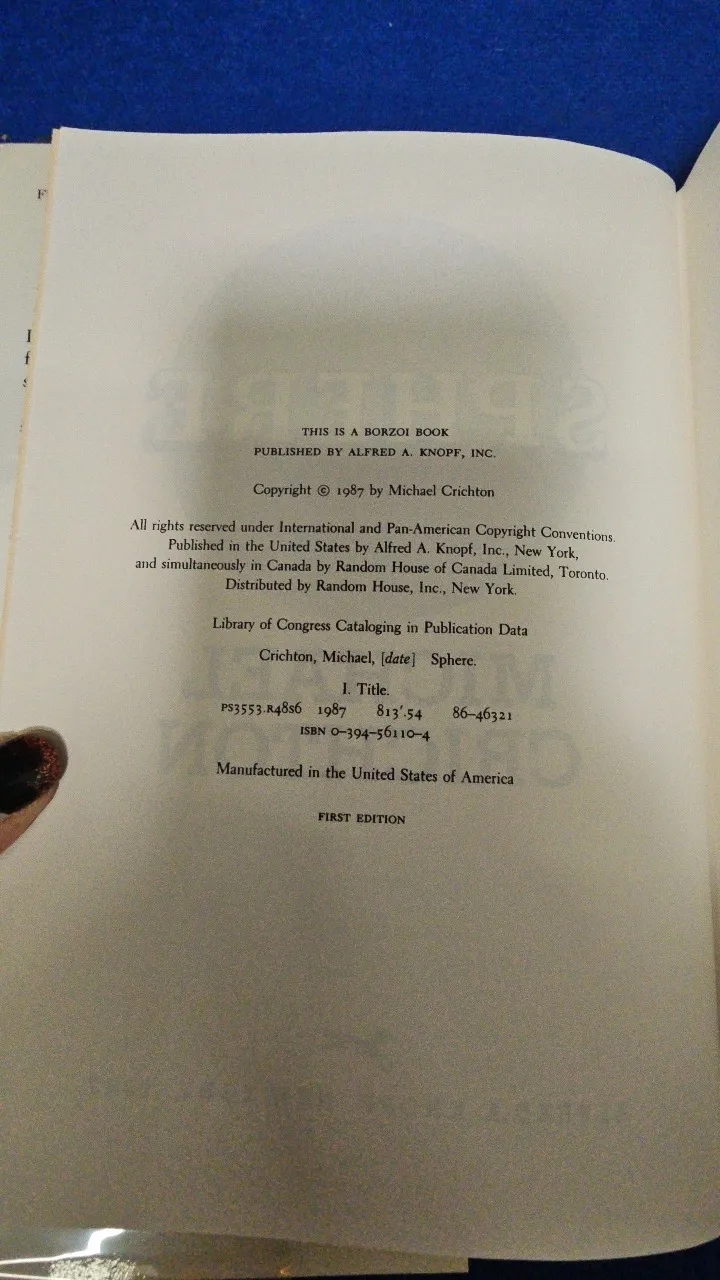 THIS IS A BORZOI BOOK
PUBLISHED BY ALFRED A. KNOPF, INC.
Copyright © 1987 by Michael Crichton
All rights reserved under International and Pan-American Copyright Conventions.
Published in the United States by Alfred A. Knopf, Inc., New York,
and simultaneously in Canada by Random House of Canada Limited, Toronto.
Distributed by Random House, Inc., New York.
Library of Congress Cataloging in Publication Data
Crichton, Michael, [date] Sphere.
I. Title.
PS3553.R48S6 1987 813'.54 86–46321
ISBN 0–394–56110–4
Manufactured in the United States of America
FIRST EDITION
SPHERE
MICHAEL
CRICHTON